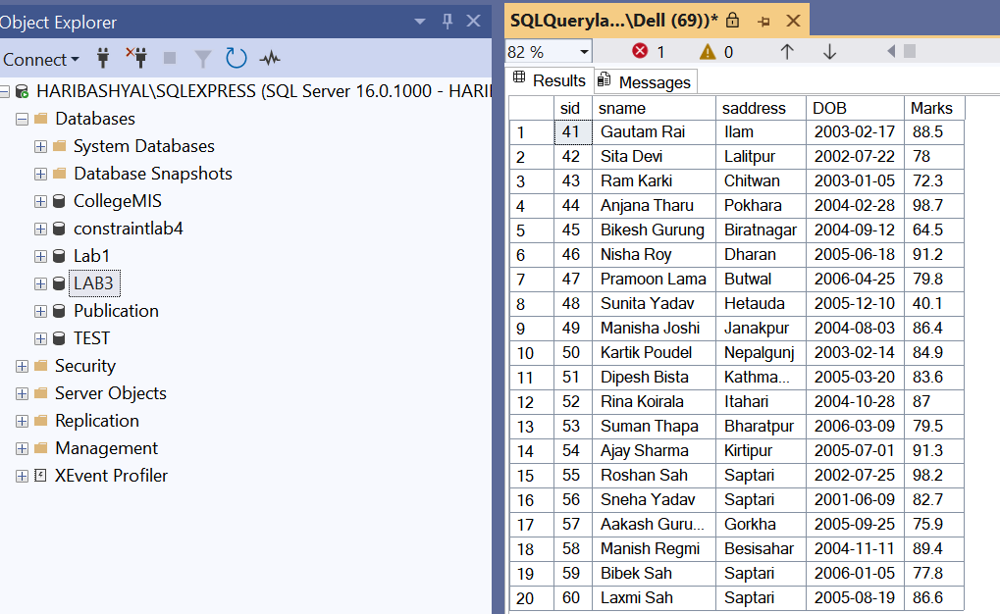 Object Explorer
Connect
HARIBASHYAL\SQLEXPRESS (SQL Server 16.0.1000 - HARI
Databases
System Databases
Database Snapshots
CollegeMIS
constraintlab4
Lab1
LAB3
Publication
TEST
Security
Server Objects
Replication
Management
XEvent Profiler
SQLQueryla...\Dell (69))*
82 % 1 0
Results Messages
sid sname saddress DOB Marks
1 41 Gautam Rai Ilam 2003-02-17 88.5
2 42 Sita Devi Lalitpur 2002-07-22 78
3 43 Ram Karki Chitwan 2003-01-05 72.3
4 44 Anjana Tharu Pokhara 2004-02-28 98.7
5 45 Bikesh Gurung Biratnagar 2004-09-12 64.5
6 46 Nisha Roy Dharan 2005-06-18 91.2
7 47 Pramoon Lama Butwal 2006-04-25 79.8
8 48 Sunita Yadav Hetauda 2005-12-10 40.1
9 49 Manisha Joshi Janakpur 2004-08-03 86.4
10 50 Kartik Poudel Nepalgunj 2003-02-14 84.9
11 51 Dipesh Bista Kathma... 2005-03-20 83.6
12 52 Rina Koirala Itahari 2004-10-28 87
13 53 Suman Thapa Bharatpur 2006-03-09 79.5
14 54 Ajay Sharma Kirtipur 2005-07-01 91.3
15 55 Roshan Sah Saptari 2002-07-25 98.2
16 56 Sneha Yadav Saptari 2001-06-09 82.7
17 57 Aakash Guru... Gorkha 2005-09-25 75.9
18 58 Manish Regmi Besisahar 2004-11-11 89.4
19 59 Bibek Sah Saptari 2006-01-05 77.8
20 60 Laxmi Sah Saptari 2005-08-19 86.6